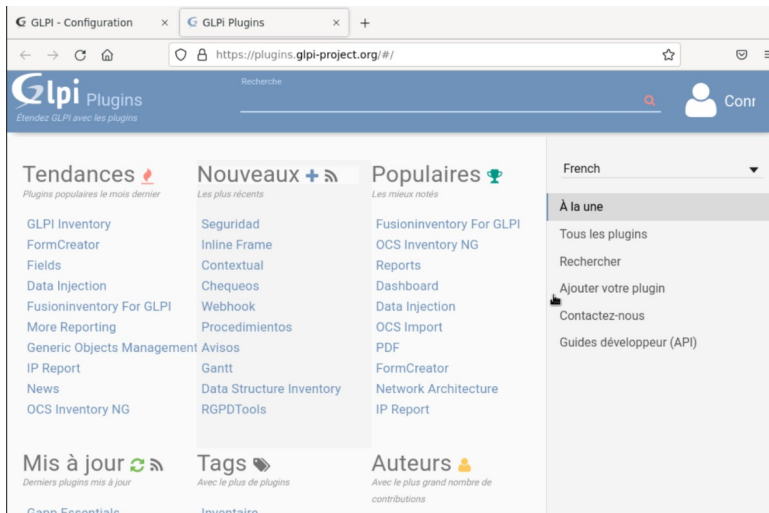 GLPI - Configuration
GLPi Plugins
https://plugins.glpi-project.org/#/
Glpi Plugins
Étendez GLPI avec les plugins
Recherche
Conr
Tendances
Plugins populaires le mois dernier
GLPI Inventory
FormCreator
Fields
Data Injection
Fusioninventory For GLPI
More Reporting
Generic Objects Management
IP Report
News
OCS Inventory NG
Nouveaux
Les plus récents
Seguridad
Inline Frame
Contextual
Chequeos
Webhook
Procedimientos
Avisos
Gantt
Data Structure Inventory
RGPDTools
Populaires
Les mieux notés
Fusioninventory For GLPI
OCS Inventory NG
Reports
Dashboard
Data Injection
OCS Import
PDF
FormCreator
Network Architecture
IP Report
French
À la une
Tous les plugins
Rechercher
Ajouter votre plugin
Contactez-nous
Guides développeur (API)
Mis à jour
Derniers plugins mis à jour
Gapp Essentials
Tags
Avec le plus de plugins
Inventaire
Auteurs
Avec le plus grand nombre de
contributions